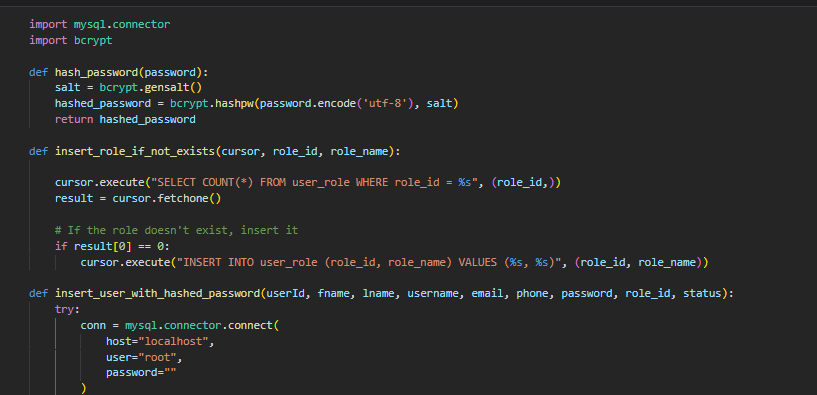 import mysql.connector
import bcrypt
def hash_password(password):
salt = bcrypt.gensalt()
hashed_password = bcrypt.hashpw(password.encode('utf-8'), salt)
return hashed_password
def insert_role_if_not_exists(cursor, role_id, role_name):
cursor.execute("SELECT COUNT(*) FROM user_role WHERE role_id = %s", (role_id,))
result = cursor.fetchone()
# If the role doesn't exist, insert it
if result[0] == 0:
cursor.execute("INSERT INTO user_role (role_id, role_name) VALUES (%s, %s)", (role_id, role_name))
def insert_user_with_hashed_password(userId, fname, lname, username, email, phone, password, role_id, status):
try:
conn = mysql.connector.connect(
host="localhost",
user="root",
password=""
)